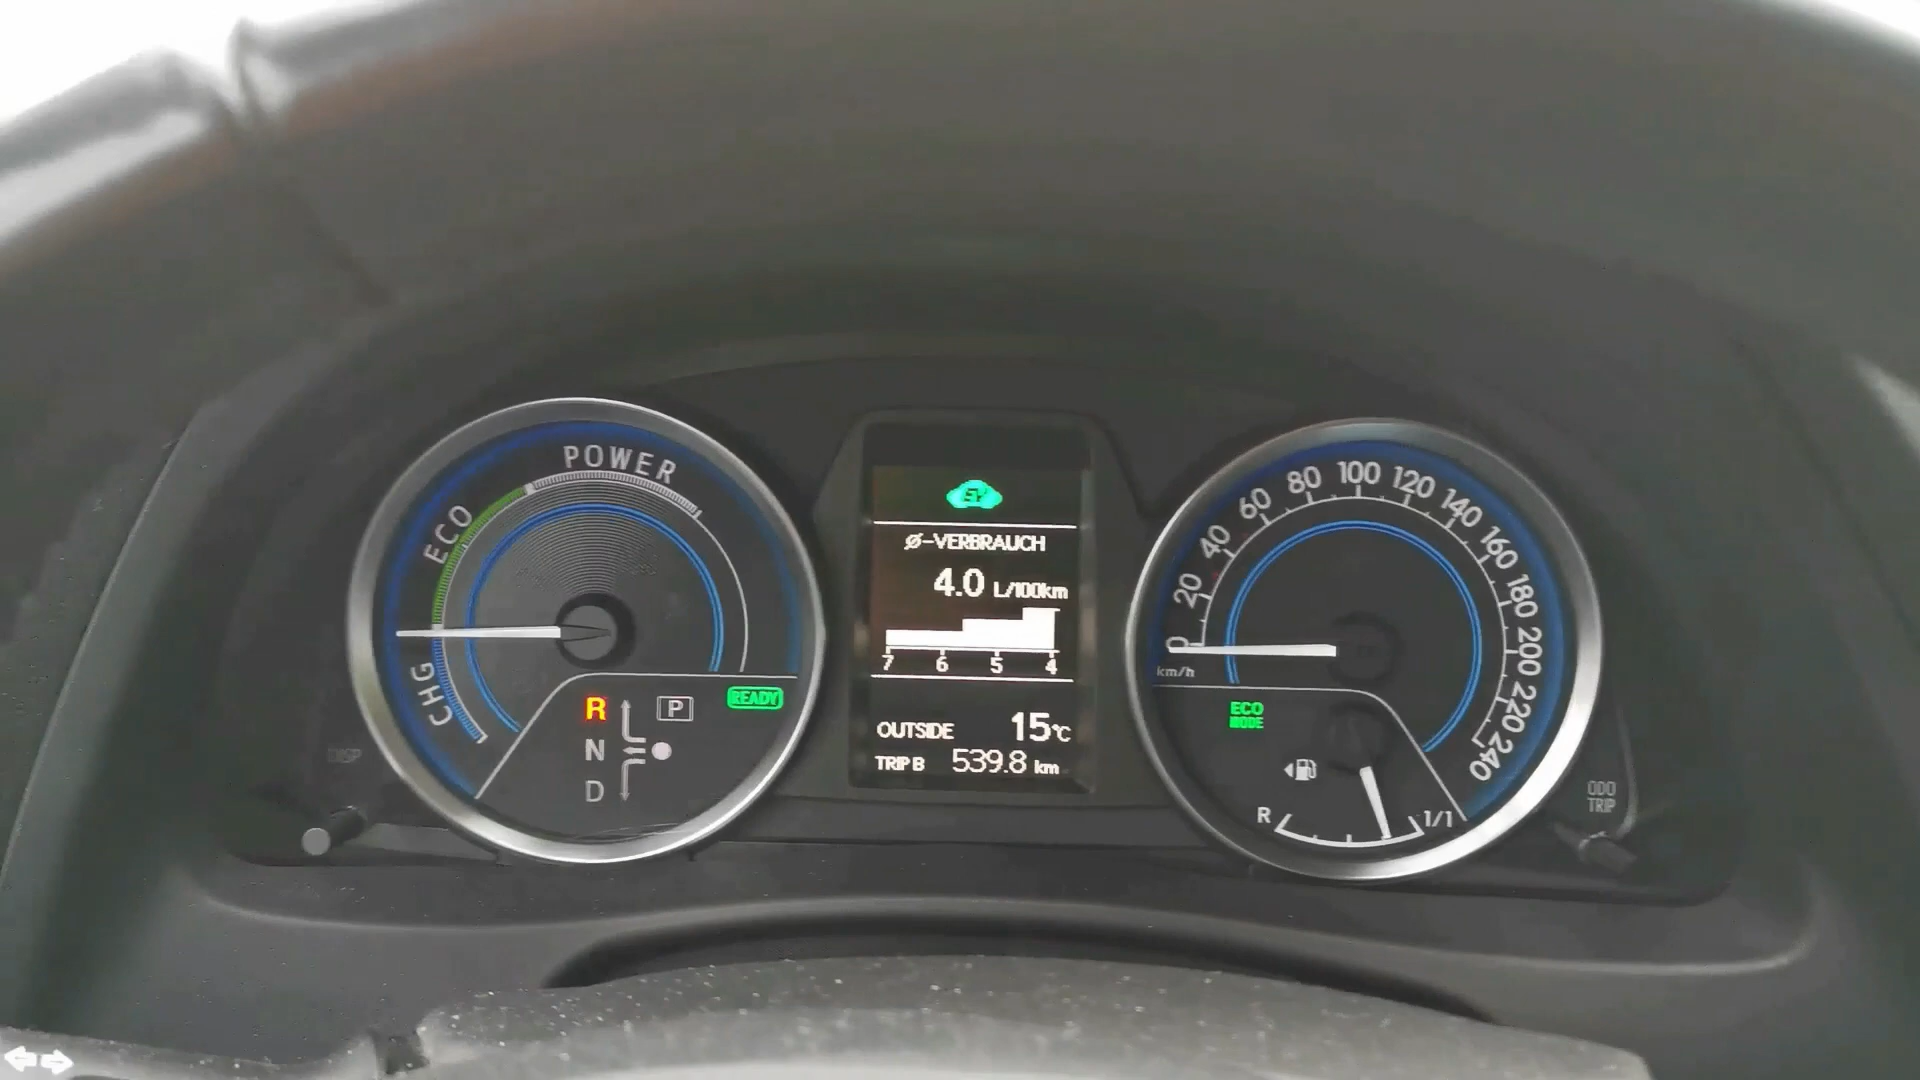 POWER
ECO
CHG
R
N
D
P
READY
DISP
EV
Ø-VERBRAUCH
4.0 L/100km
7 6 5 4
OUTSIDE 15°C
TRIP B 539.8 km
0 20 40 60 80 100 120 140 160 180 200 220 240
km/h
ECO
MODE
R 1/1
ODO
TRIP